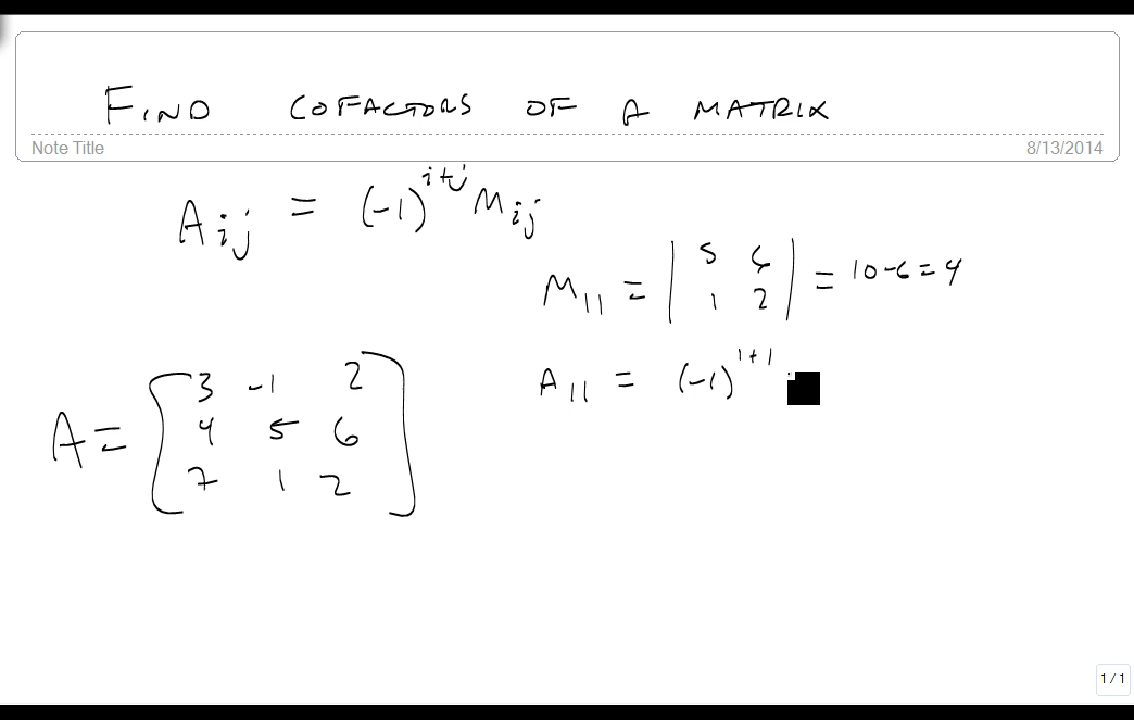 FIND COFACTORS OF A MATRIX
Note Title 8/13/2014
Aij = (-1)^i+j Mij
M11 = | 5 6 | = 10-6=4
| 1 2 |
A11 = (-1)^1+1
A = [ 3 -1 2
4 5 6
7 1 2 ]
1/1